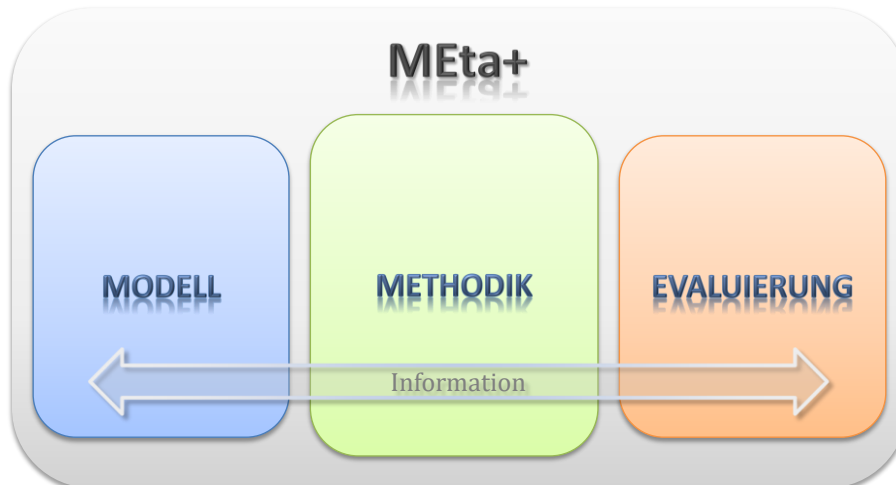 MEta+
MODELL
METHODIK
EVALUIERUNG
Information